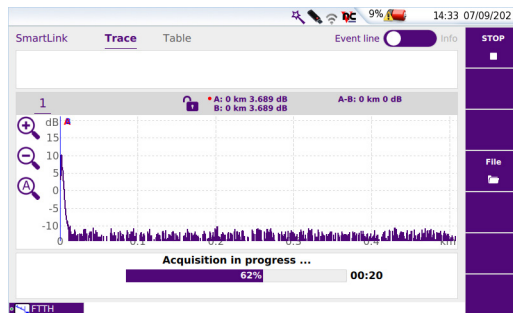 9% 14:33 07/09/202
SmartLink Trace Table Event line Info STOP
1 A: 0 km 3.689 dB A-B: 0 km 0 dB
B: 0 km 3.689 dB
dB A
15
10
5
0
-5
-10
0 0.1 0.2 0.3 0.4 km
A
File
Acquisition in progress ...
62% 00:20
e FTTH